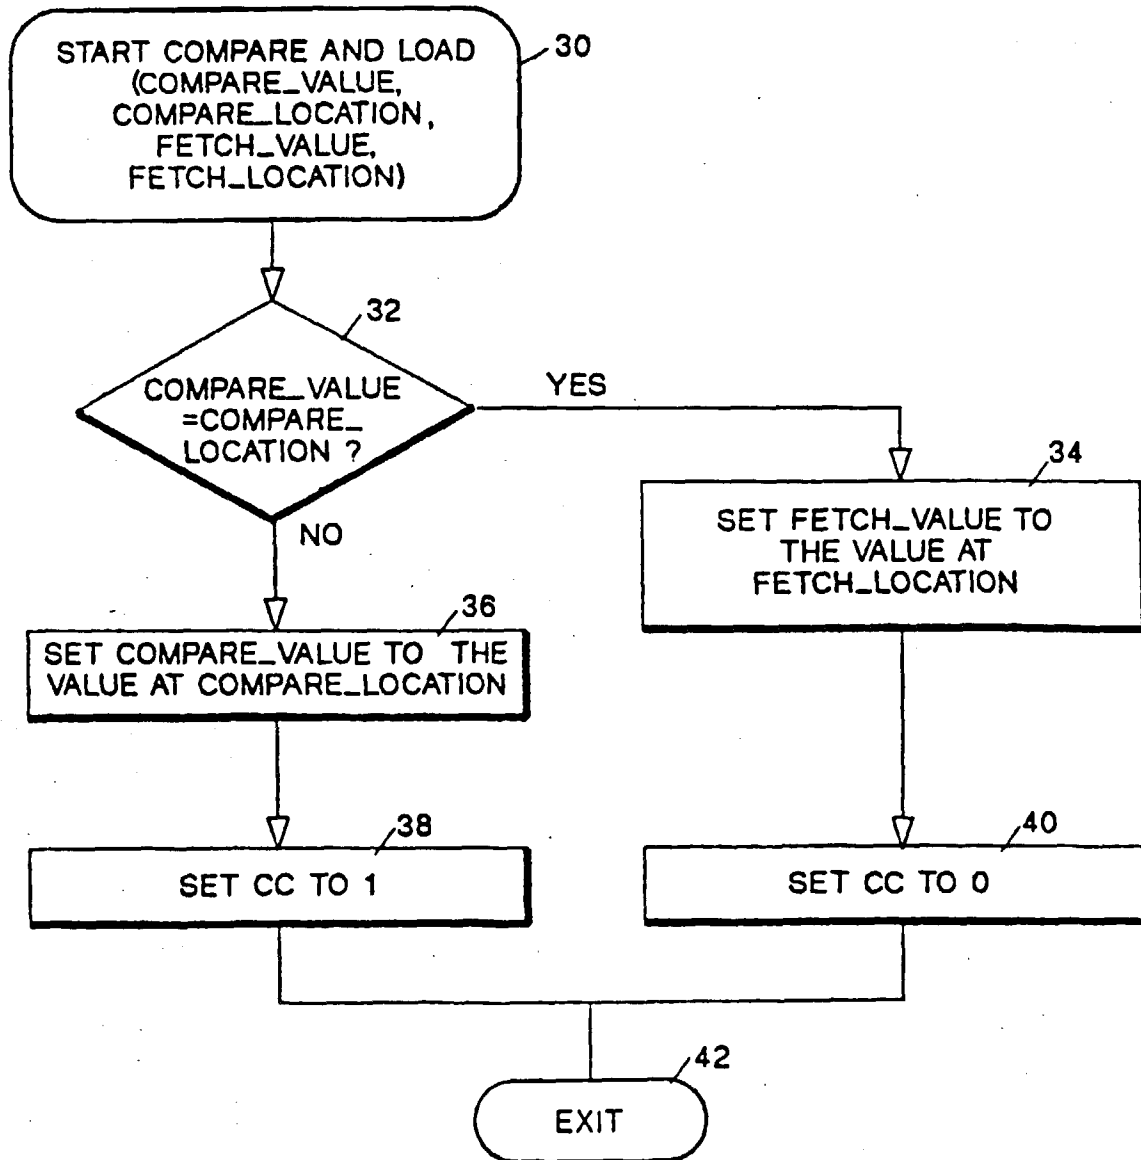 START COMPARE AND LOAD
(COMPARE_VALUE,
COMPARE_LOCATION,
FETCH_VALUE,
FETCH_LOCATION)
30
32
COMPARE_VALUE
=COMPARE_
LOCATION ?
YES
NO
34
SET FETCH_VALUE TO
THE VALUE AT
FETCH_LOCATION
36
SET COMPARE_VALUE TO THE
VALUE AT COMPARE_LOCATION
38
SET CC TO 1
40
SET CC TO 0
42
EXIT